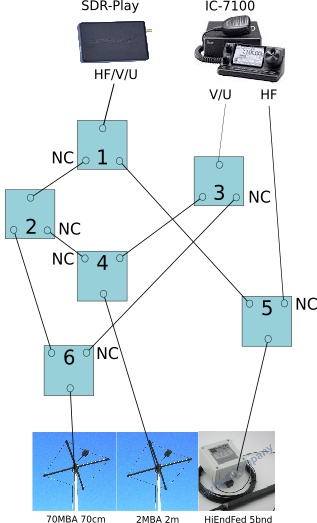 SDR-Play IC-7100
HF/V/U
V/U HF
NC 1
NC
3 NC
2 NC
NC 4
5 NC
6 NC
70MBA 70cm 2MBA 2m HiEndFed 5bnd